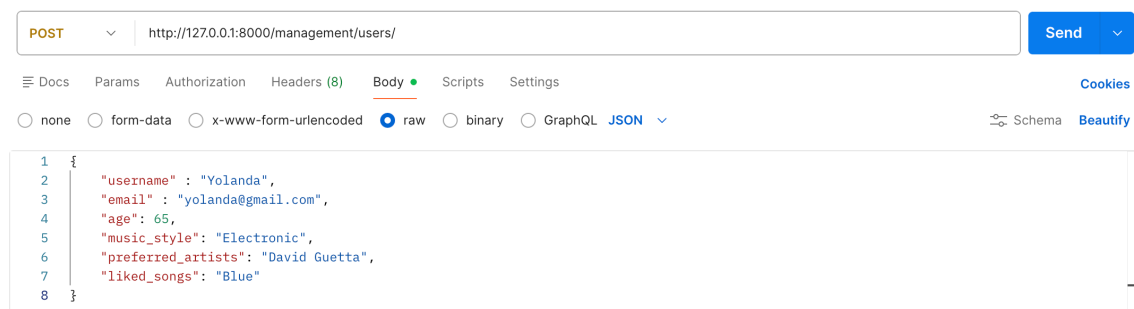 POST http://127.0.0.1:8000/management/users/ Send
Docs Params Authorization Headers (8) Body Scripts Settings Cookies
none form-data x-www-form-urlencoded raw binary GraphQL JSON Schema Beautify
1 {
2 "username" : "Yolanda",
3 "email" : "yolanda@gmail.com",
4 "age": 65,
5 "music_style": "Electronic",
6 "preferred_artists": "David Guetta",
7 "liked_songs": "Blue"
8 }